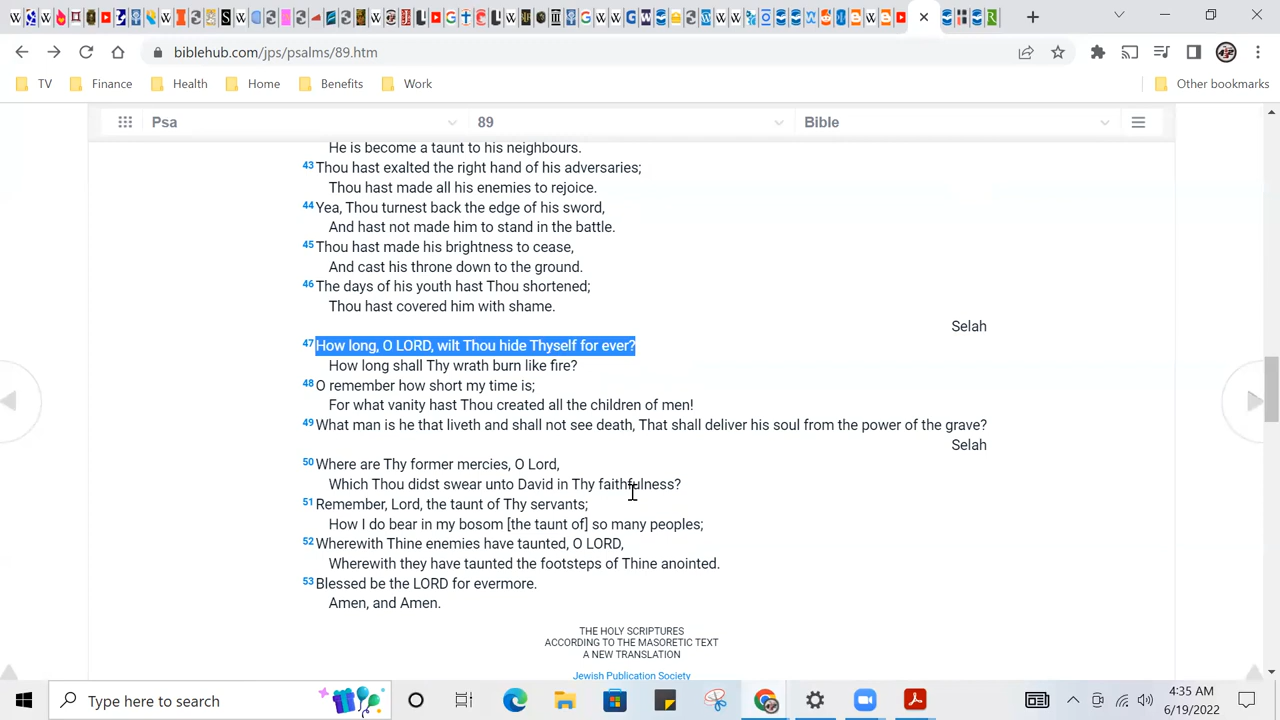 biblehub.com/jps/psalms/89.htm
TV Finance Health Home Benefits Work Other bookmarks
Psa 89 Bible
He is become a taunt to his neighbours.
43 Thou hast exalted the right hand of his adversaries;
Thou hast made all his enemies to rejoice.
44 Yea, Thou turnest back the edge of his sword,
And hast not made him to stand in the battle.
45 Thou hast made his brightness to cease,
And cast his throne down to the ground.
46 The days of his youth hast Thou shortened;
Thou hast covered him with shame.
Selah
47 How long, O LORD, wilt Thou hide Thyself for ever?
How long shall Thy wrath burn like fire?
48 O remember how short my time is;
For what vanity hast Thou created all the children of men!
49 What man is he that liveth and shall not see death, That shall deliver his soul from the power of the grave?
Selah
50 Where are Thy former mercies, O Lord,
Which Thou didst swear unto David in Thy faithfulness?
51 Remember, Lord, the taunt of Thy servants;
How I do bear in my bosom [the taunt of] so many peoples;
52 Wherewith Thine enemies have taunted, O LORD,
Wherewith they have taunted the footsteps of Thine anointed.
53 Blessed be the LORD for evermore.
Amen, and Amen.
THE HOLY SCRIPTURES
ACCORDING TO THE MASORETIC TEXT
A NEW TRANSLATION
Jewish Publication Society
Type here to search
4:35 AM
6/19/2022